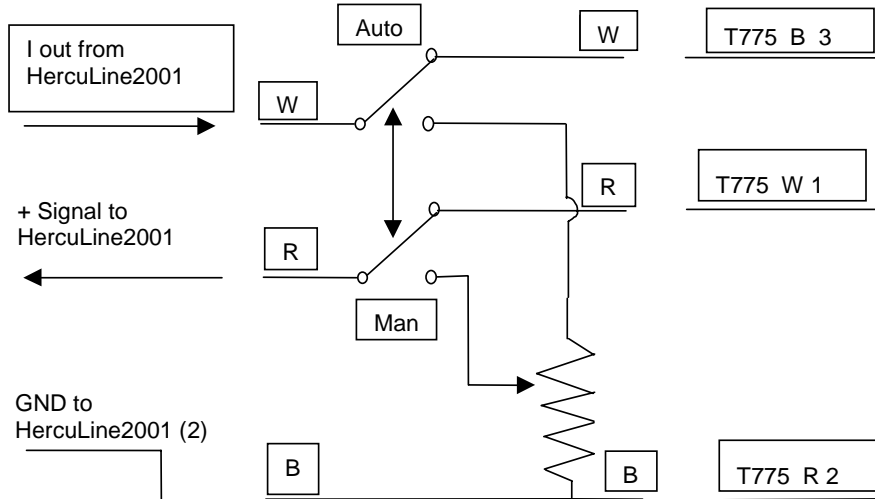 Auto
W
T775 B 3
I out from
HercuLine2001
W
R
T775 W 1
+ Signal to
HercuLine2001
R
Man
GND to
HercuLine2001 (2)
B
B
T775 R 2